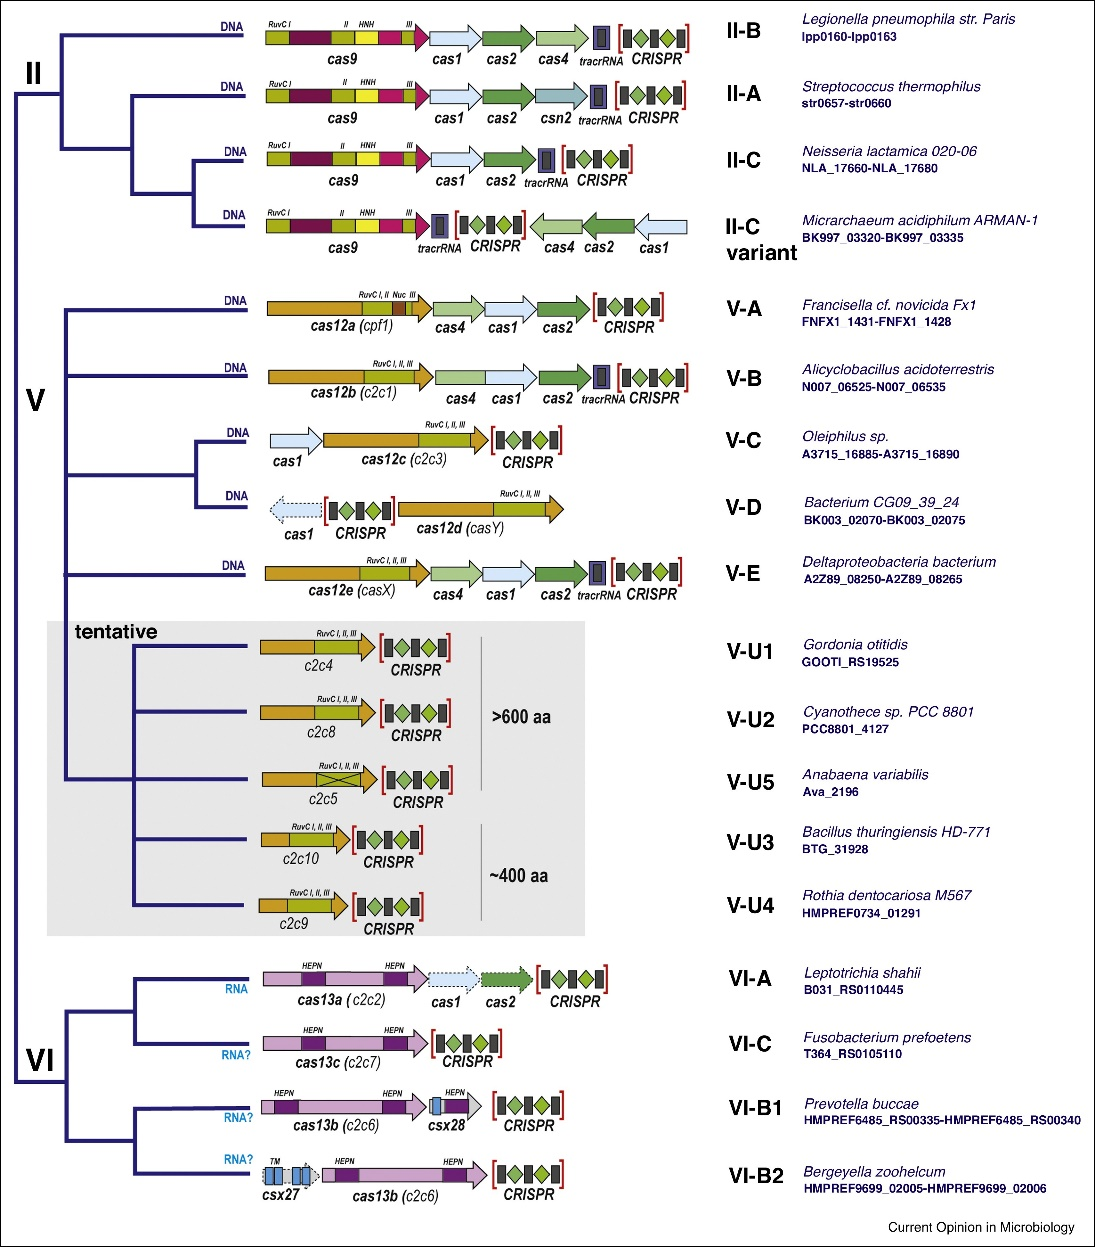 II
DNA
RuvC I II HNH III
cas9 cas1 cas2 cas4 tracrRNA CRISPR
II-B
Legionella pneumophila str. Paris
lpp0160-lpp0163
DNA
RuvC I II HNH III
cas9 cas1 cas2 csn2 tracrRNA CRISPR
II-A
Streptococcus thermophilus
str0657-str0660
DNA
RuvC I II HNH III
cas9 cas1 cas2 tracrRNA CRISPR
II-C
Neisseria lactamica 020-06
NLA_17660-NLA_17680
DNA
RuvC I II HNH III
cas9 tracrRNA CRISPR cas4 cas2 cas1
II-C
variant
Micrarchaeum acidiphilum ARMAN-1
BK997_03320-BK997_03335
V
DNA
RuvC I, II Nuc III
cas12a (cpf1) cas4 cas1 cas2 CRISPR
V-A
Francisella cf. novicida Fx1
FNFX1_1431-FNFX1_1428
DNA
RuvC I, II, III
cas12b (c2c1) cas4 cas1 cas2 tracrRNA CRISPR
V-B
Alicyclobacillus acidoterrestris
N007_06525-N007_06535
DNA
RuvC I, II, III
cas1 cas12c (c2c3) CRISPR
V-C
Oleiphilus sp.
A3715_16885-A3715_16890
DNA
RuvC I, II, III
cas1 CRISPR cas12d (casY)
V-D
Bacterium CG09_39_24
BK003_02070-BK003_02075
DNA
RuvC I, II, III
cas12e (casX) cas4 cas1 cas2 tracrRNA CRISPR
V-E
Deltaproteobacteria bacterium
A2Z89_08250-A2Z89_08265
tentative
RuvC I, II, III
c2c4 CRISPR
V-U1
Gordonia otitidis
GOOTI_RS19525
RuvC I, II, III
c2c8 CRISPR
>600 aa
V-U2
Cyanothece sp. PCC 8801
PCC8801_4127
RuvC I, II, III
c2c5 CRISPR
V-U5
Anabaena variabilis
Ava_2196
RuvC I, II, III
c2c10 CRISPR
~400 aa
V-U3
Bacillus thuringiensis HD-771
BTG_31928
RuvC I, II, III
c2c9 CRISPR
V-U4
Rothia dentocariosa M567
HMPREF0734_01291
VI
RNA
HEPN HEPN
cas13a (c2c2) cas1 cas2 CRISPR
VI-A
Leptotrichia shahii
B031_RS0110445
RNA?
HEPN HEPN
cas13c (c2c7) CRISPR
VI-C
Fusobacterium prefoetens
T364_RS0105110
RNA?
HEPN HEPN HEPN
cas13b (c2c6) csx28 CRISPR
VI-B1
Prevotella buccae
HMPREF6485_RS00335-HMPREF6485_RS00340
RNA?
TM HEPN HEPN
csx27 cas13b (c2c6) CRISPR
VI-B2
Bergeyella zoohelcum
HMPREF9699_02005-HMPREF9699_02006
Current Opinion in Microbiology